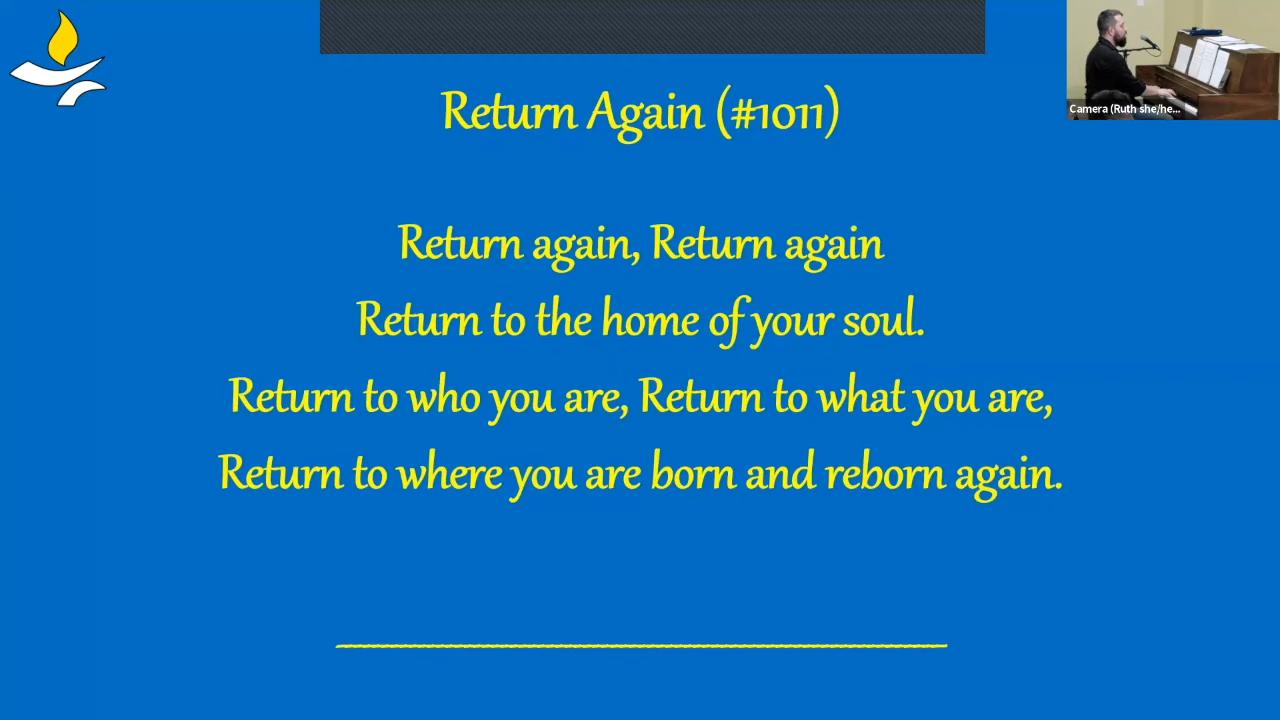 Return Again (#1011)
Camera (Ruth she/he...
Return again, Return again
Return to the home of your soul.
Return to who you are, Return to what you are,
Return to where you are born and reborn again.